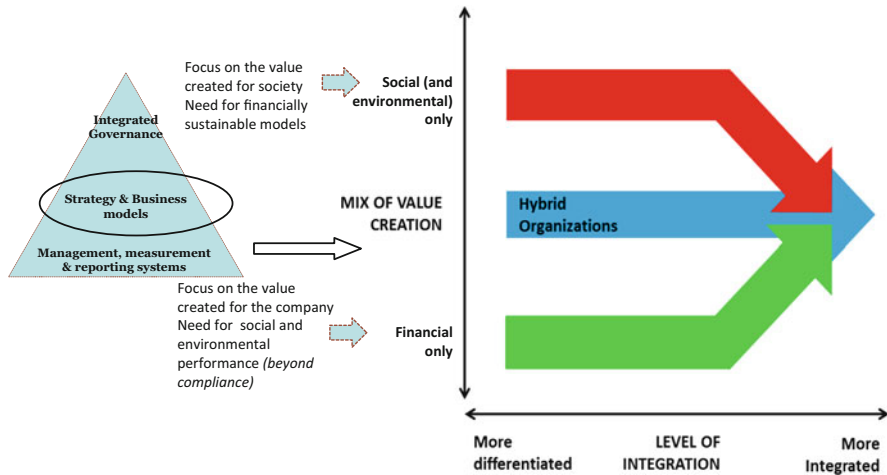 Integrated
Governance
Strategy & Business
models
Management, measurement
& reporting systems
Focus on the value
created for society
Need for financially
sustainable models
Focus on the value
created for the company
Need for social and
environmental
performance (beyond
compliance)
Social (and
environmental)
only
MIX OF VALUE
CREATION
Financial
only
Hybrid
Organizations
More
differentiated
LEVEL OF
INTEGRATION
More
Integrated